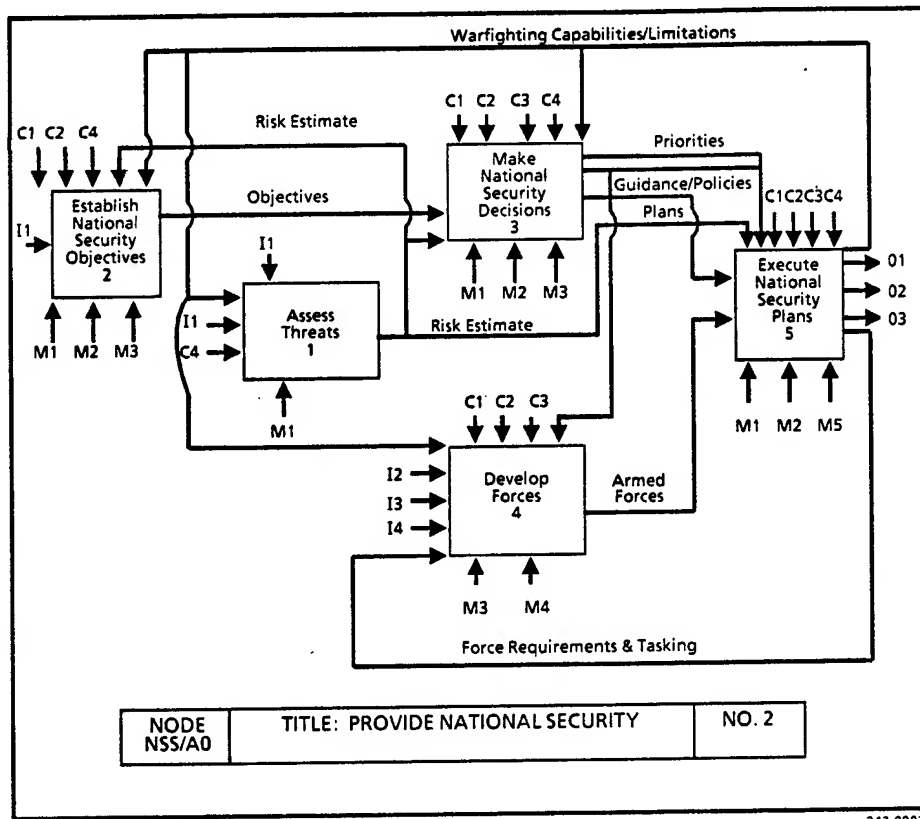 Warfighting Capabilities/Limitations
C1 C2 C3 C4
Risk Estimate
C1 C2 C4
Make
National
Security
Decisions
3
Priorities
Guidance/Policies
Plans
C1 C2 C3 C4
Establish
National
Security
Objectives
2
Objectives
I1
I1
M1 M2 M3
Execute
National
Security
Plans
5
01
02
03
Assess
Threats
1
I1
C4
Risk Estimate
M1 M2 M3
M1
M1 M2 M5
C1 C2 C3
Develop
Forces
4
I2
I3
I4
Armed
Forces
M3 M4
Force Requirements & Tasking
NODE
NSS/A0
TITLE: PROVIDE NATIONAL SECURITY
NO. 2